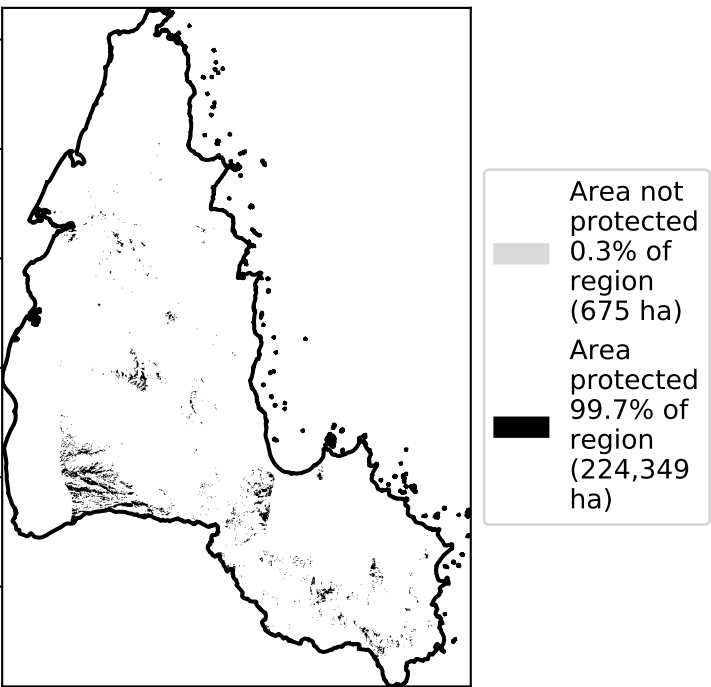 Area not
protected
0.3% of
region
(675 ha)
Area
protected
99.7% of
region
(224,349
ha)